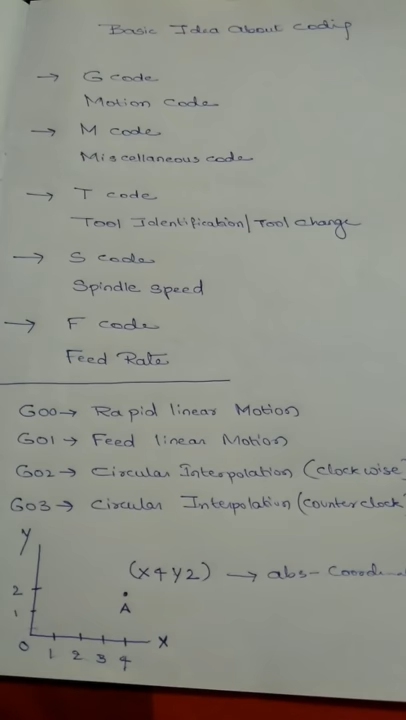 Basic Idea About coding
→ G code
Motion Code
→ M code
Miscellaneous code
→ T code
Tool Identification/Tool change
→ S code
Spindle speed
→ F code
Feed Rate
G00→ Rapid linear Motion
G01→ Feed linear Motion
G02→ Circular Interpolation (clockwise)
G03→ Circular Interpolation (counterclock
Y
(X4Y2) → abs-Coordina
2
A
1
X
0 1 2 3 4